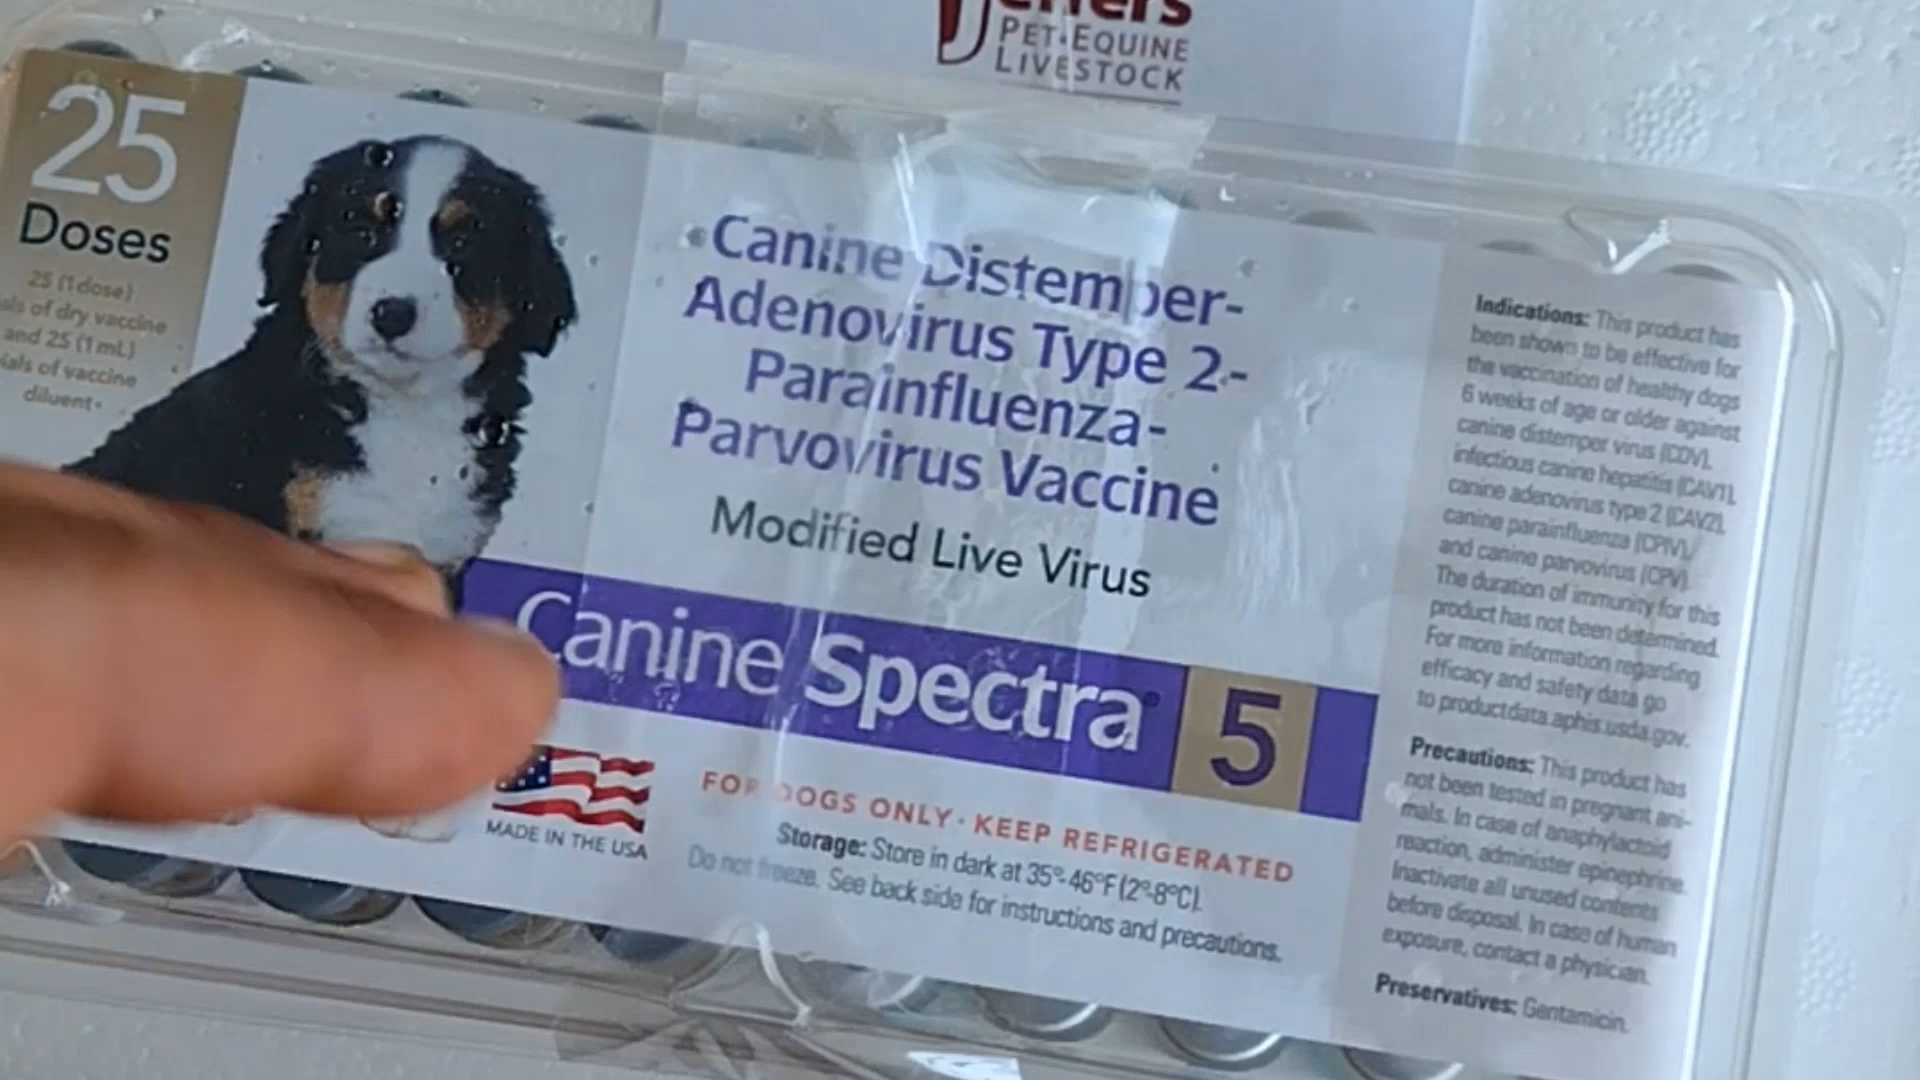 PET·EQUINE
LIVESTOCK
25
Doses
25 (1 dose)
of dry vaccine
and 25 (1 mL)
of vaccine
diluent
Canine Distemper-
Adenovirus Type 2-
Parainfluenza-
Parvovirus Vaccine
Modified Live Virus
Canine Spectra 5
MADE IN THE USA
FOR DOGS ONLY · KEEP REFRIGERATED
Storage: Store in dark at 35°-46°F (2°-8°C).
Do not freeze. See back side for instructions and precautions.
Indications: This product has
been shown to be effective for
the vaccination of healthy dogs
6 weeks of age or older against
canine distemper virus (CDV),
infectious canine hepatitis (CAV1),
canine adenovirus type 2 (CAV2),
canine parainfluenza (CPIV),
and canine parvovirus (CPV).
The duration of immunity for this
product has not been determined.
For more information regarding
efficacy and safety data go
to productdata.aphis.usda.gov.
Precautions: This product has
not been tested in pregnant ani-
mals. In case of anaphylactoid
reaction, administer epinephrine.
Inactivate all unused contents
before disposal. In case of human
exposure, contact a physician.
Preservatives: Gentamicin.